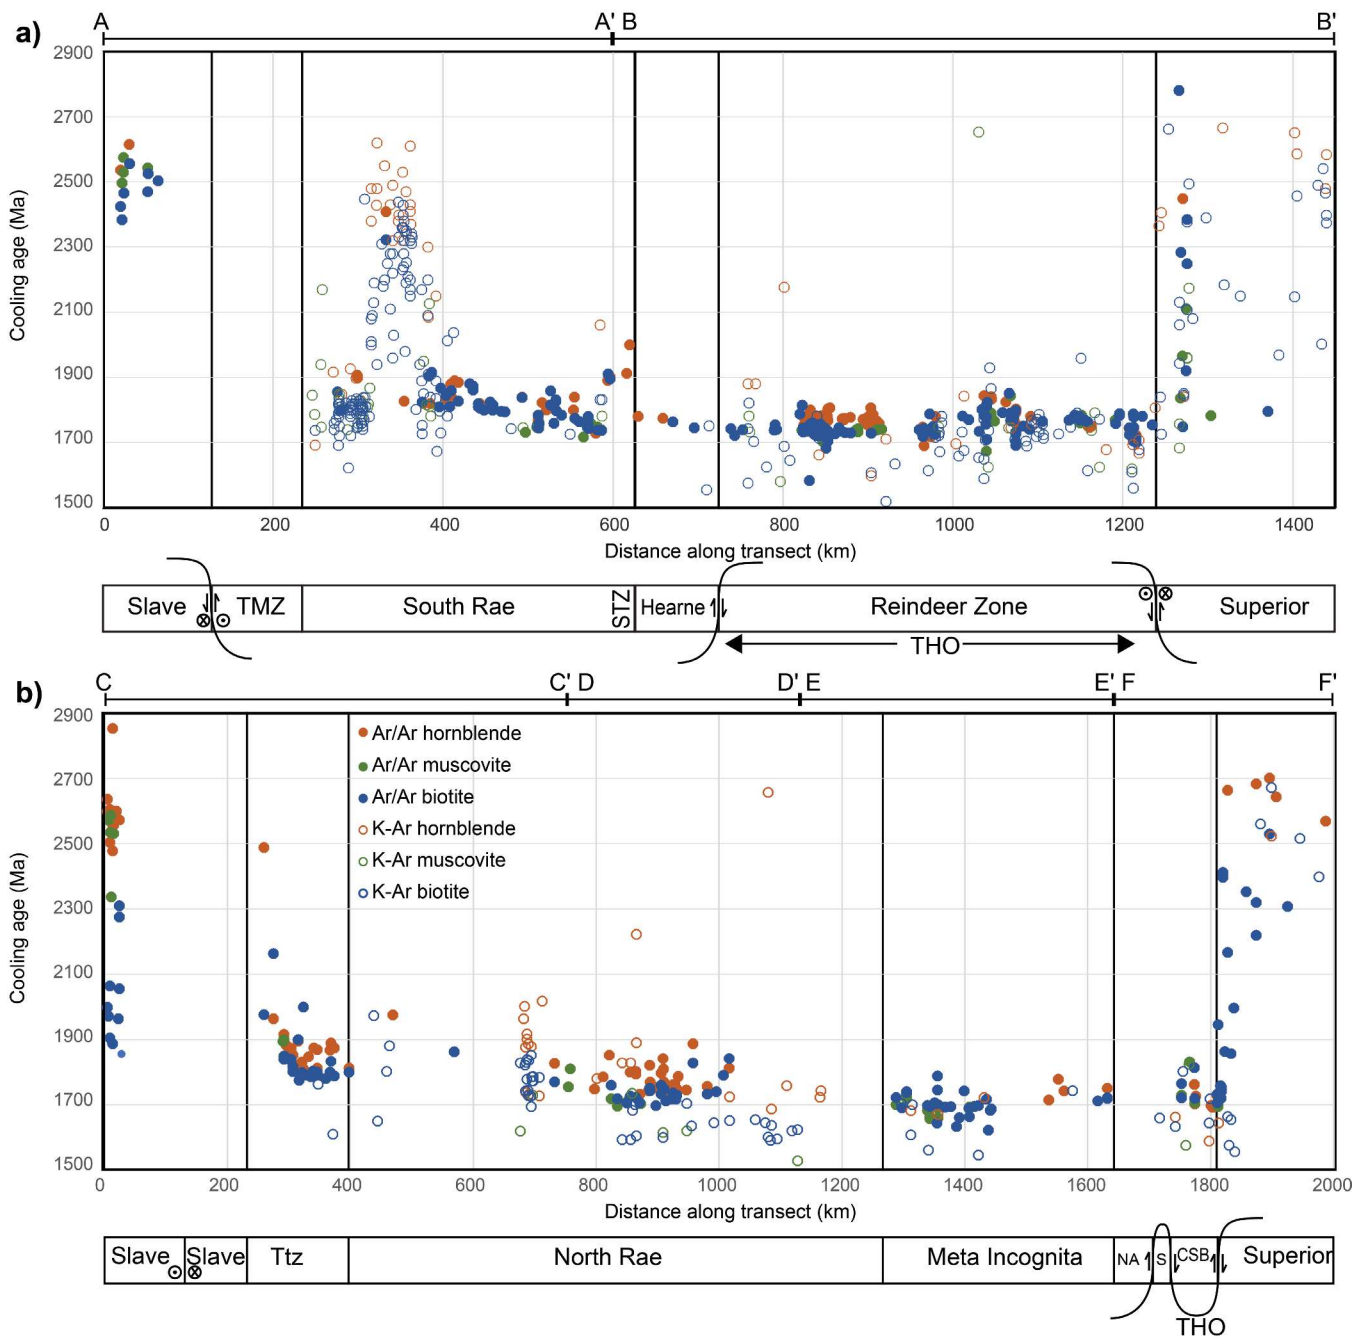 a)
A A' B B'
2900
2700
2500
2300
2100
1900
1700
1500
Cooling age (Ma)
0 200 400 600 800 1000 1200 1400
Distance along transect (km)
Slave TMZ South Rae STZ Hearne Reindeer Zone Superior
THO
b)
C C' D D' E E' F F'
2900
2700
2500
2300
2100
1900
1700
1500
Cooling age (Ma)
Ar/Ar hornblende
Ar/Ar muscovite
Ar/Ar biotite
K-Ar hornblende
K-Ar muscovite
K-Ar biotite
0 200 400 600 800 1000 1200 1400 1600 1800 2000
Distance along transect (km)
Slave Slave Ttz North Rae Meta Incognita NA S CSB Superior
THO